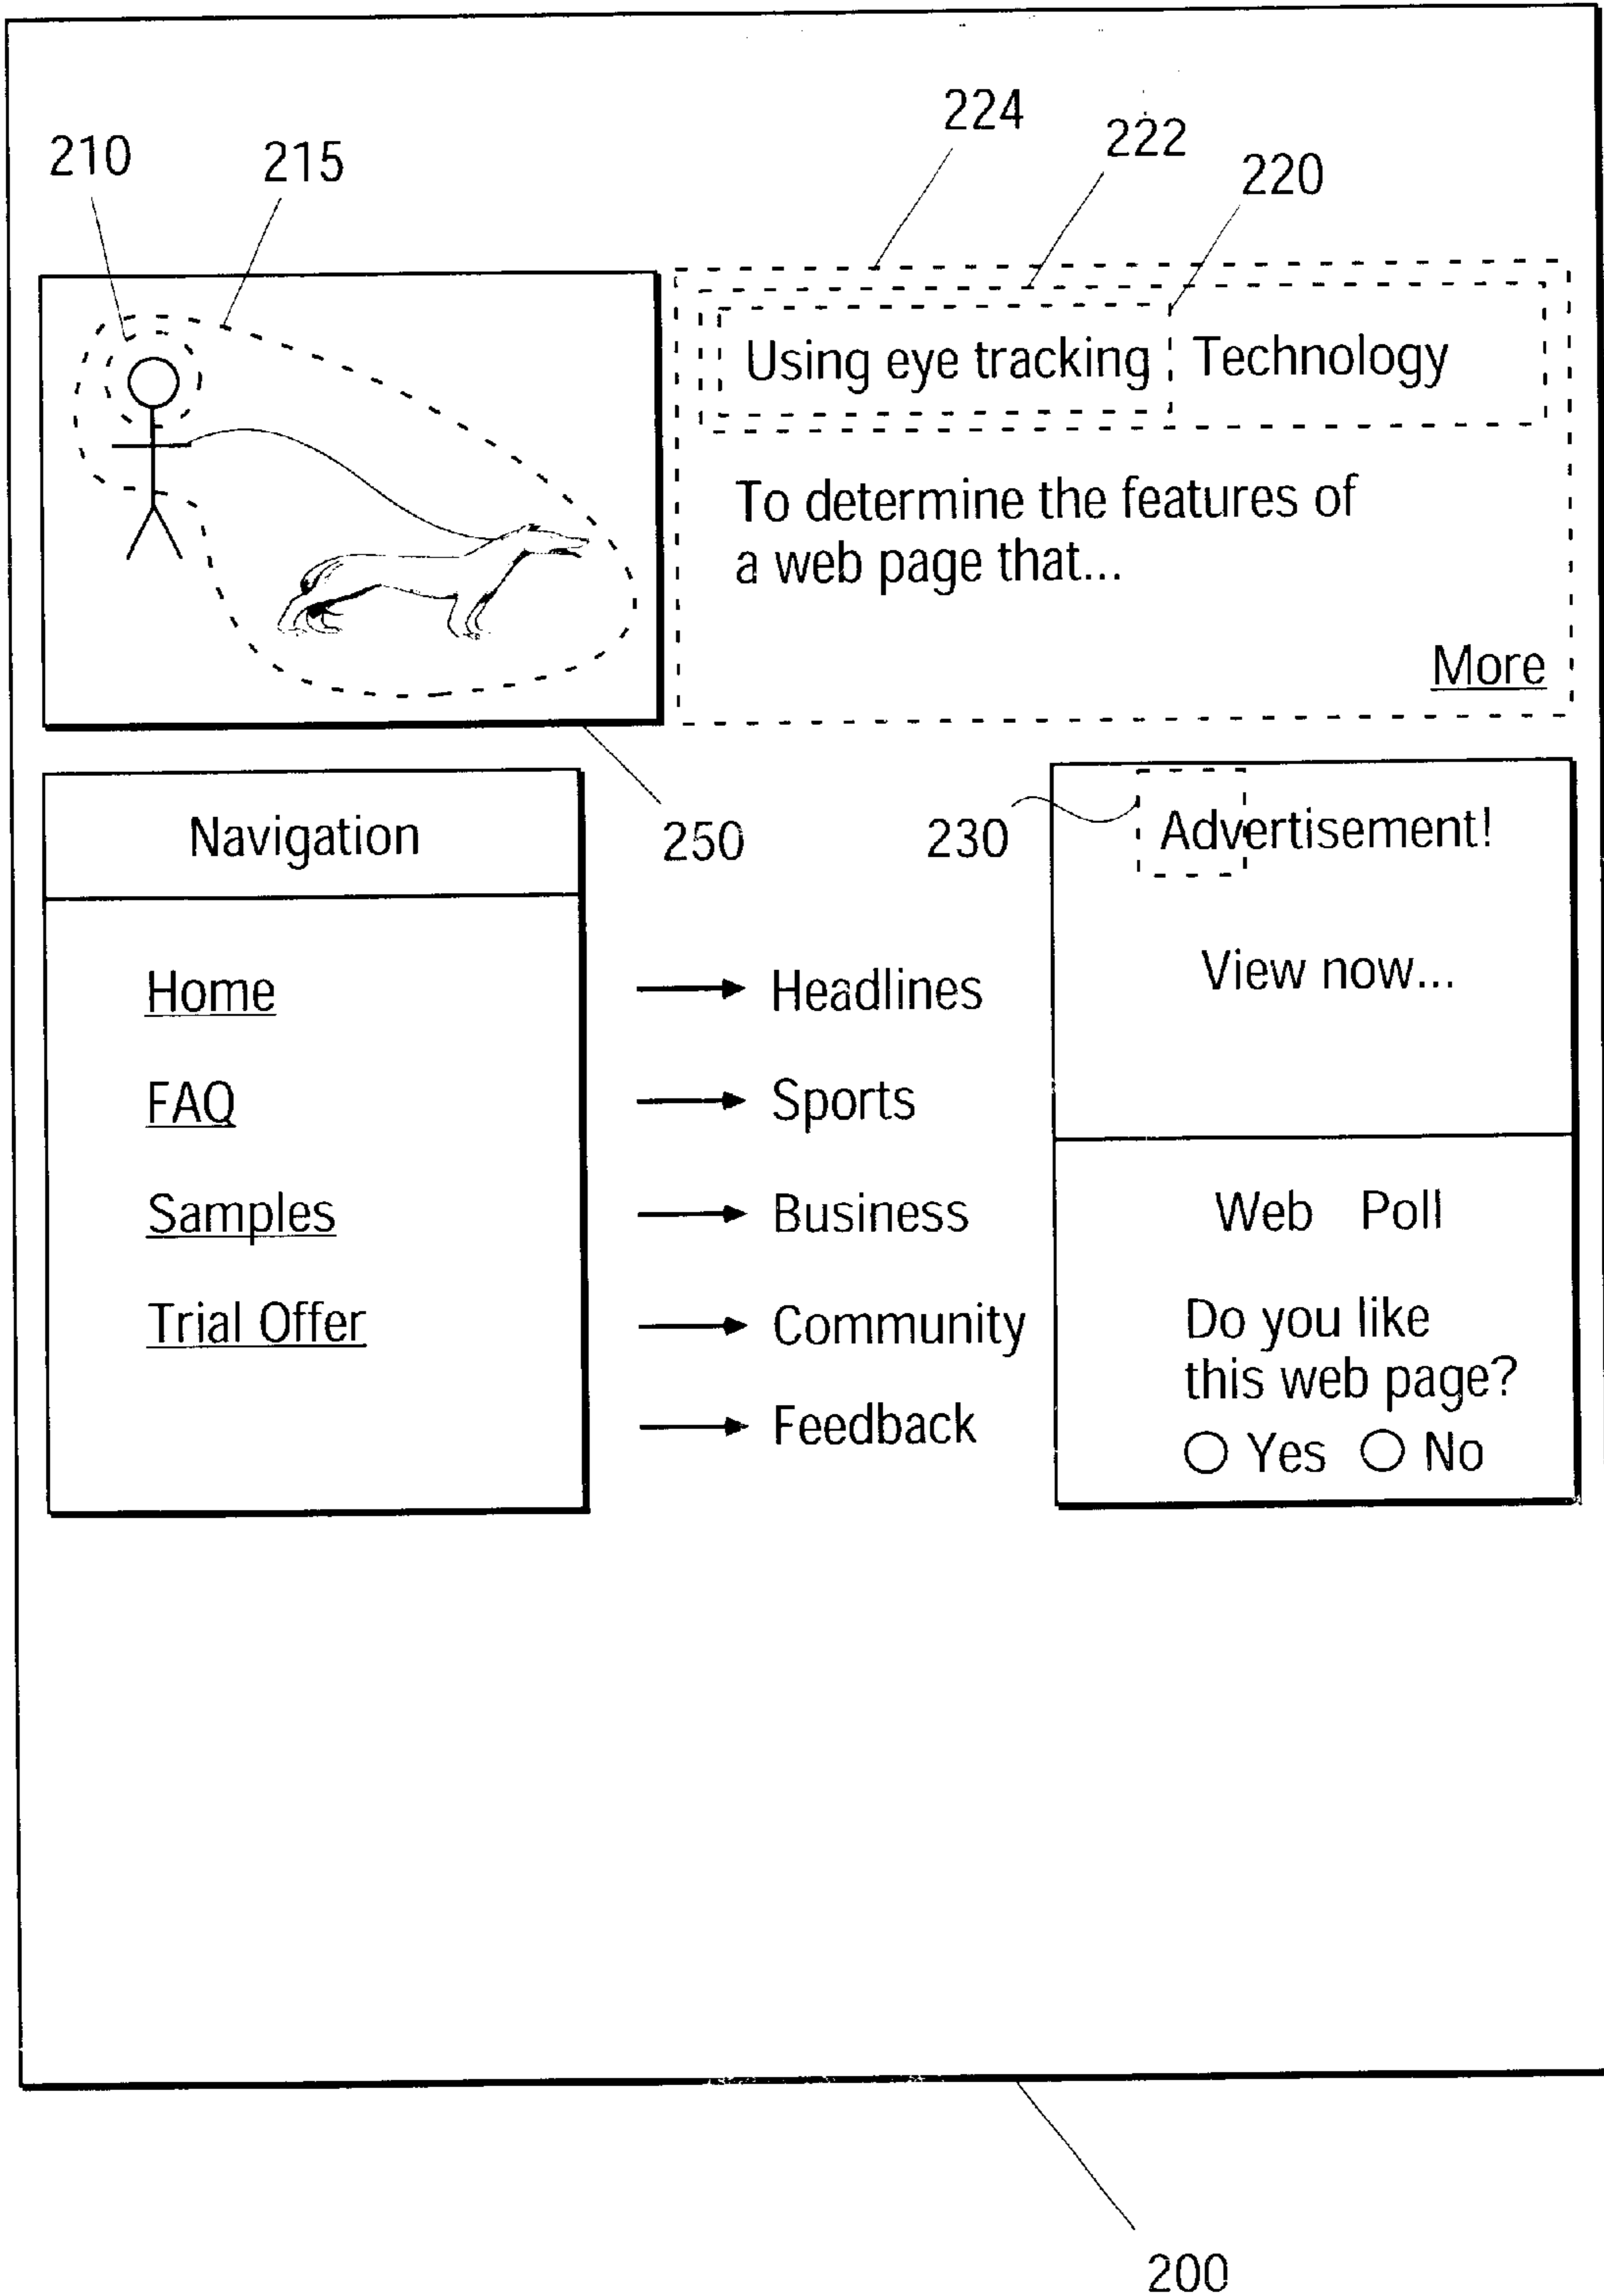 224
222
220
210
215
Using eye tracking Technology
To determine the features of
a web page that...
More
250
230
Navigation
Home
FAQ
Samples
Trial Offer
Headlines
Sports
Business
Community
Feedback
Advertisement!
View now...
Web Poll
Do you like
this web page?
Yes No
200